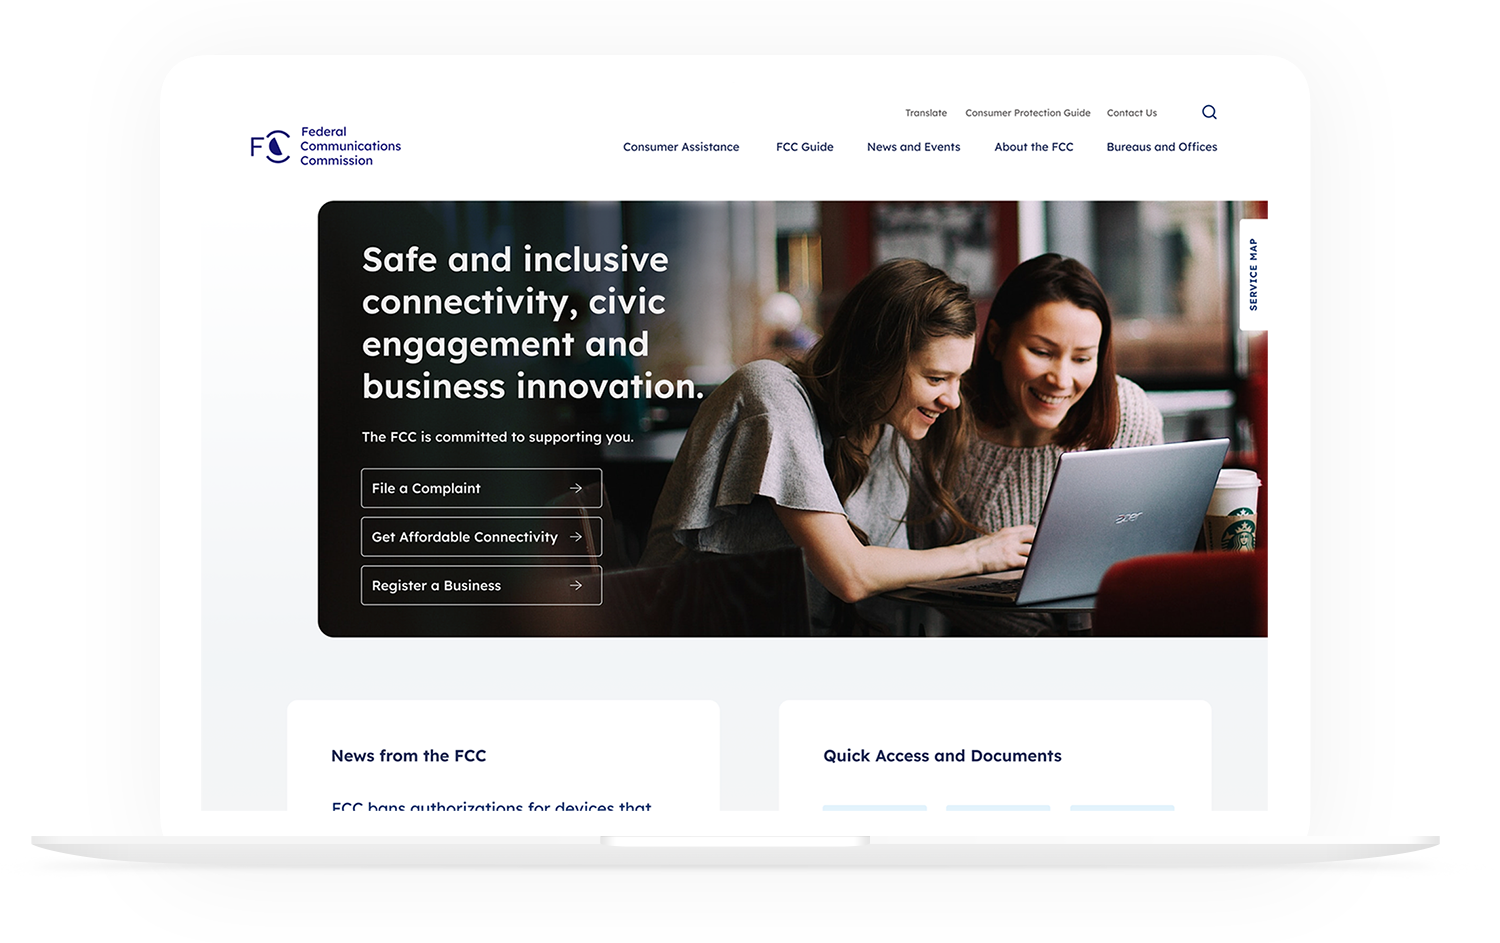 Translate
Consumer Protection Guide
Contact Us
FC
Federal
Communications
Commission
Consumer Assistance
FCC Guide
News and Events
About the FCC
Bureaus and Offices
Safe and inclusive
connectivity, civic
engagement and
business innovation.
The FCC is committed to supporting you.
File a Complaint
Get Affordable Connectivity
Register a Business
SERVICE MAP
acer
News from the FCC
FCC bans authorizations for devices that
Quick Access and Documents